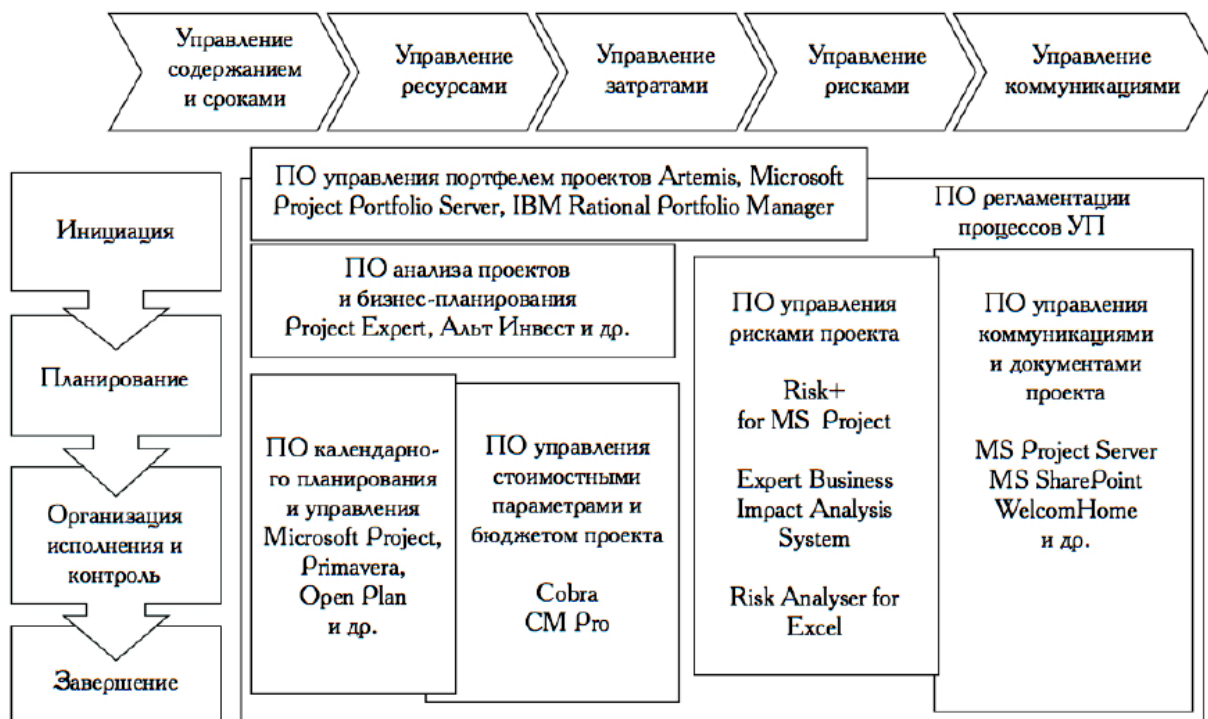 Управление
содержанием
и сроками
Управление
ресурсами
Управление
затратами
Управление
рисками
Управление
коммуникациями
Инициация
Планирование
Организация
исполнения и
контроль
Завершение
ПО управления портфелем проектов Artemis, Microsoft
Project Portfolio Server, IBM Rational Portfolio Manager
ПО регламентации
процессов УП
ПО анализа проектов
и бизнес-планирования
Project Expert, Альт Инвест и др.
ПО календарно-
го планирования
и управления
Microsoft Project,
Primavera,
Open Plan
и др.
ПО управления
стоимостными
параметрами и
бюджетом проекта
Cobra
CM Pro
ПО управления
рисками проекта
Risk+
for MS Project
Expert Business
Impact Analysis
System
Risk Analyser for
Excel
ПО управления
коммуникациями
и документами
проекта
MS Project Server
MS SharePoint
WelcomHome
и др.